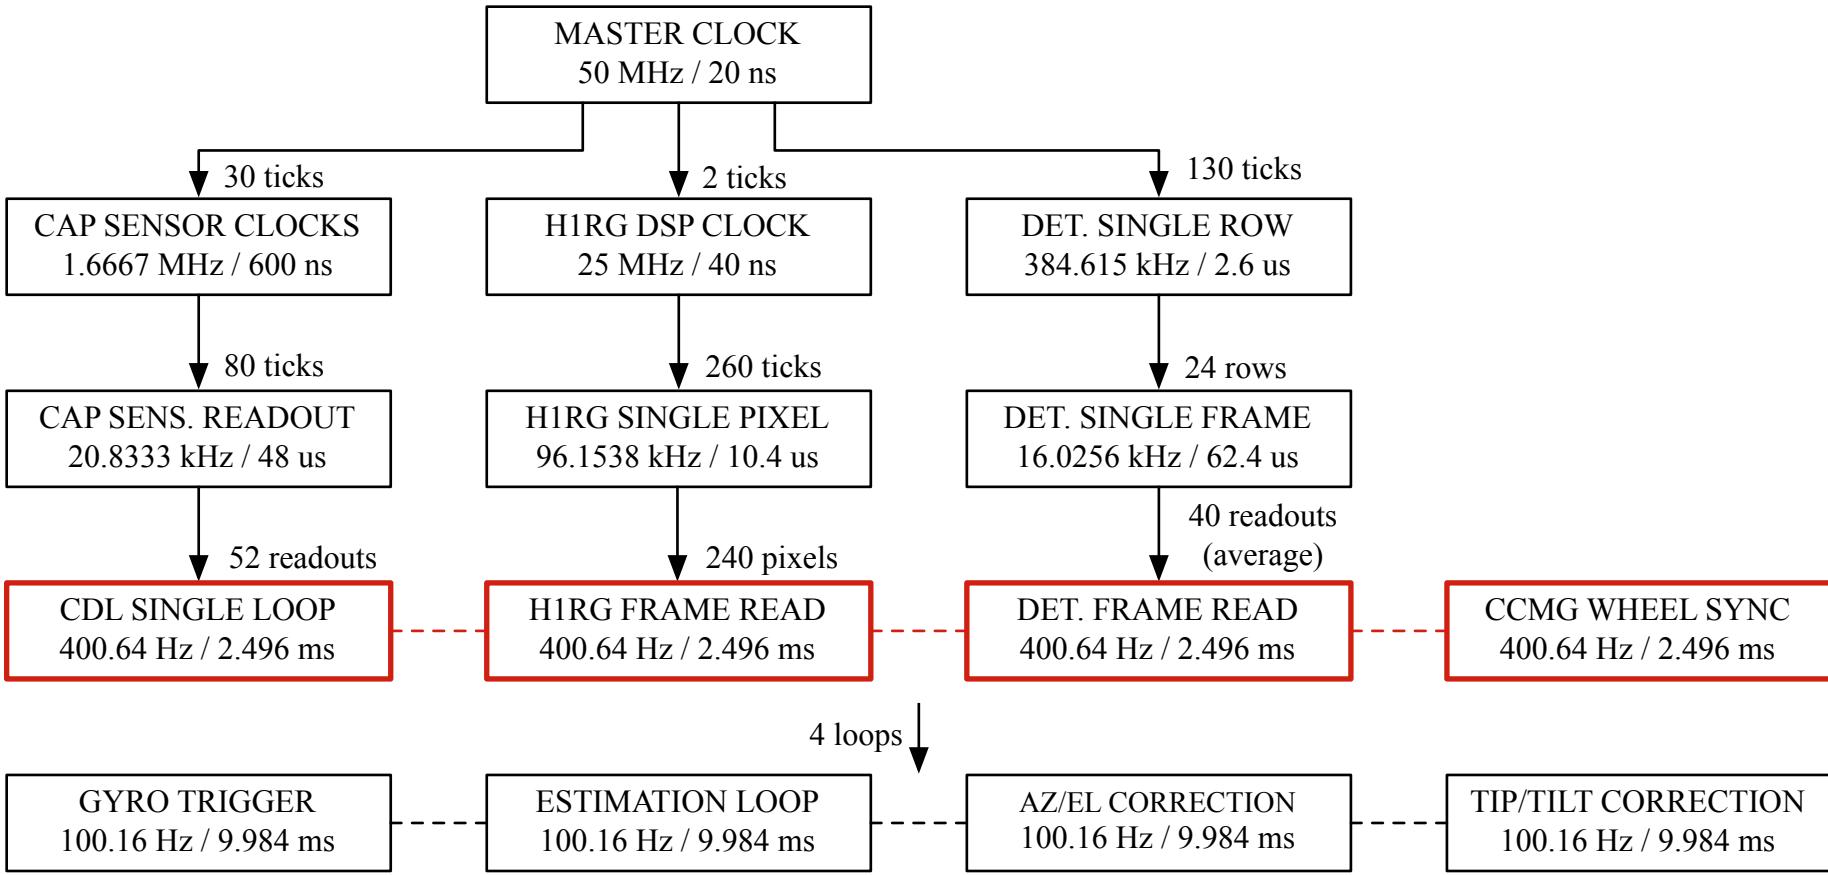 MASTER CLOCK
50 MHz / 20 ns
30 ticks
2 ticks
130 ticks
CAP SENSOR CLOCKS
1.6667 MHz / 600 ns
H1RG DSP CLOCK
25 MHz / 40 ns
DET. SINGLE ROW
384.615 kHz / 2.6 us
80 ticks
260 ticks
24 rows
CAP SENS. READOUT
20.8333 kHz / 48 us
H1RG SINGLE PIXEL
96.1538 kHz / 10.4 us
DET. SINGLE FRAME
16.0256 kHz / 62.4 us
52 readouts
240 pixels
40 readouts
(average)
CDL SINGLE LOOP
400.64 Hz / 2.496 ms
H1RG FRAME READ
400.64 Hz / 2.496 ms
DET. FRAME READ
400.64 Hz / 2.496 ms
CCMG WHEEL SYNC
400.64 Hz / 2.496 ms
4 loops
GYRO TRIGGER
100.16 Hz / 9.984 ms
ESTIMATION LOOP
100.16 Hz / 9.984 ms
AZ/EL CORRECTION
100.16 Hz / 9.984 ms
TIP/TILT CORRECTION
100.16 Hz / 9.984 ms